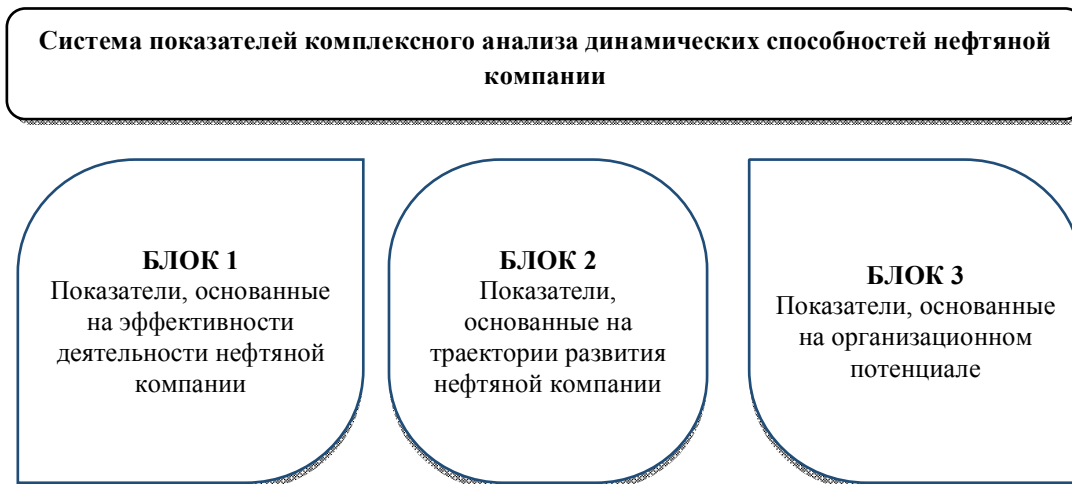 Система показателей комплексного анализа динамических способностей нефтяной
компании
БЛОК 1
Показатели, основанные
на эффективности
деятельности нефтяной
компании
БЛОК 2
Показатели,
основанные на
траектории развития
нефтяной компании
БЛОК 3
Показатели, основанные
на организационном
потенциале